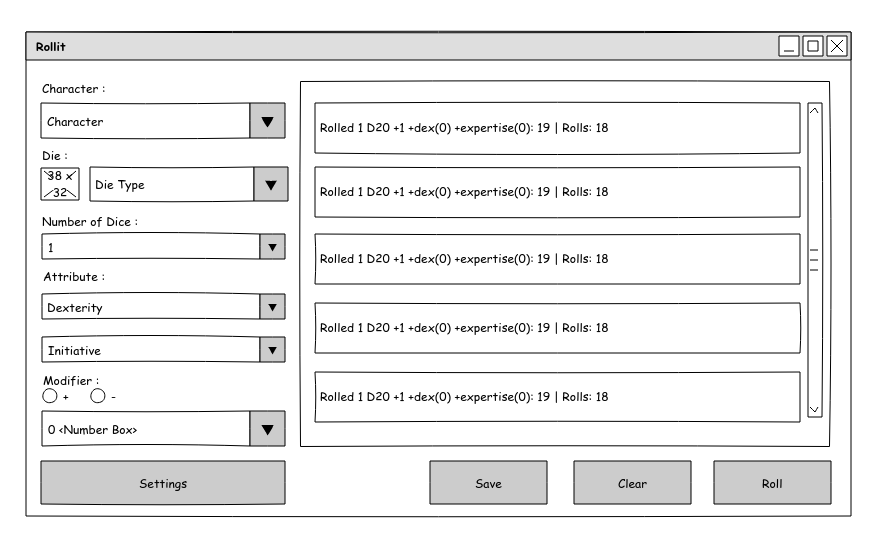 Rollit
Character :
Character
Die :
38 x
32
Die Type
Number of Dice :
1
Attribute :
Dexterity
Initiative
Modifier :
+ -
0 <Number Box>
Settings
Rolled 1 D20 +1 +dex(0) +expertise(0): 19 | Rolls: 18
Rolled 1 D20 +1 +dex(0) +expertise(0): 19 | Rolls: 18
Rolled 1 D20 +1 +dex(0) +expertise(0): 19 | Rolls: 18
Rolled 1 D20 +1 +dex(0) +expertise(0): 19 | Rolls: 18
Rolled 1 D20 +1 +dex(0) +expertise(0): 19 | Rolls: 18
Save
Clear
Roll